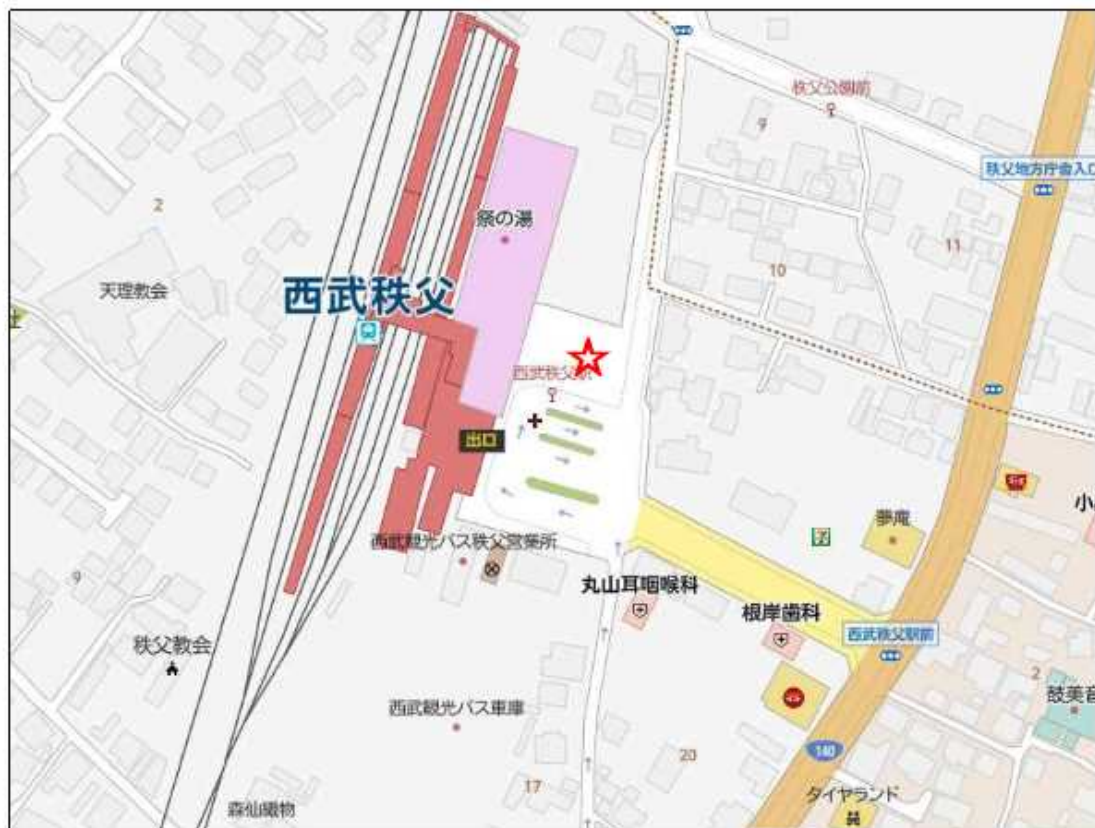 秩父公園前
9
秩父地方庁舎入口
2
祭の湯
11
10
天理教会
西武秩父
西武秩父駅
出口
夢庵
小
西武観光バス秩父営業所
9
丸山耳咽喉科
根岸歯科
西武秩父駅前
秩父教会
2
鼓美音
西武観光バス車庫
140
20
17
ダイヤランド
森仙織物